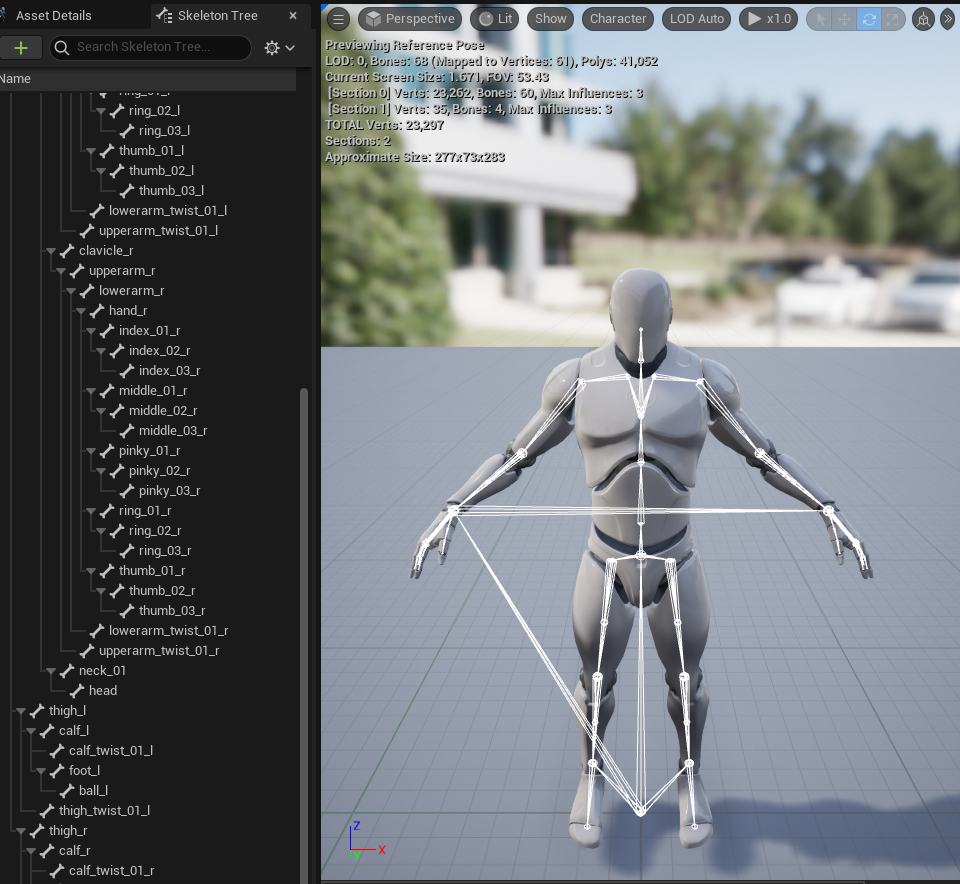 Asset Details
Skeleton Tree
Search Skeleton Tree...
Name
ring_01_l
ring_02_l
ring_03_l
thumb_01_l
thumb_02_l
thumb_03_l
lowerarm_twist_01_l
upperarm_twist_01_l
clavicle_r
upperarm_r
lowerarm_r
hand_r
index_01_r
index_02_r
index_03_r
middle_01_r
middle_02_r
middle_03_r
pinky_01_r
pinky_02_r
pinky_03_r
ring_01_r
ring_02_r
ring_03_r
thumb_01_r
thumb_02_r
thumb_03_r
lowerarm_twist_01_r
upperarm_twist_01_r
neck_01
head
thigh_l
calf_l
calf_twist_01_l
foot_l
ball_l
thigh_twist_01_l
thigh_r
calf_r
calf_twist_01_r
Perspective
Lit
Show
Character
LOD Auto
x1.0
Previewing Reference Pose
LOD: 0, Bones: 68 (Mapped to Vertices: 61), Polys: 41,052
Current Screen Size: 1.671, FOV: 53.43
[Section 0] Verts: 23,262, Bones: 60, Max Influences: 3
[Section 1] Verts: 35, Bones: 4, Max Influences: 3
TOTAL Verts: 23,297
Sections: 2
Approximate Size: 277x73x283
Z
X
Y